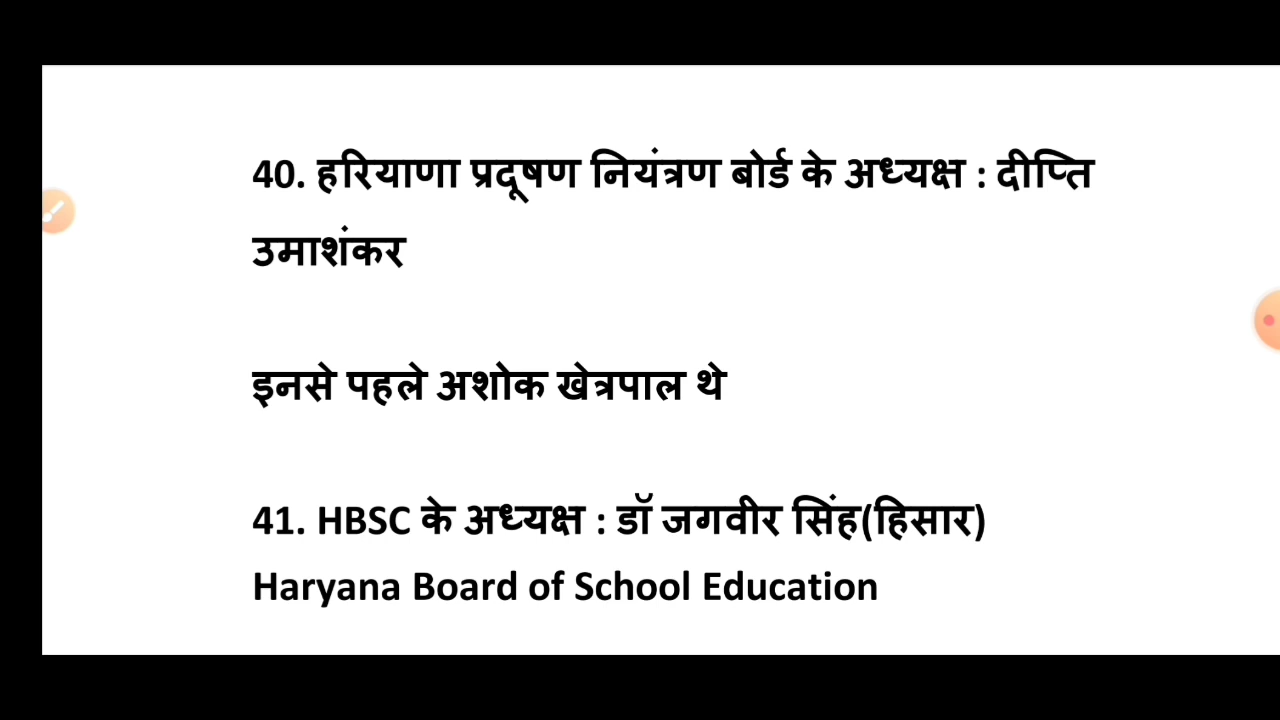 40. हरियाणा प्रदूषण नियंत्रण बोर्ड के अध्यक्ष : दीप्ति
उमाशंकर
इनसे पहले अशोक खेत्रपाल थे
41. HBSC के अध्यक्ष : डॉ जगवीर सिंह(हिसार)
Haryana Board of School Education